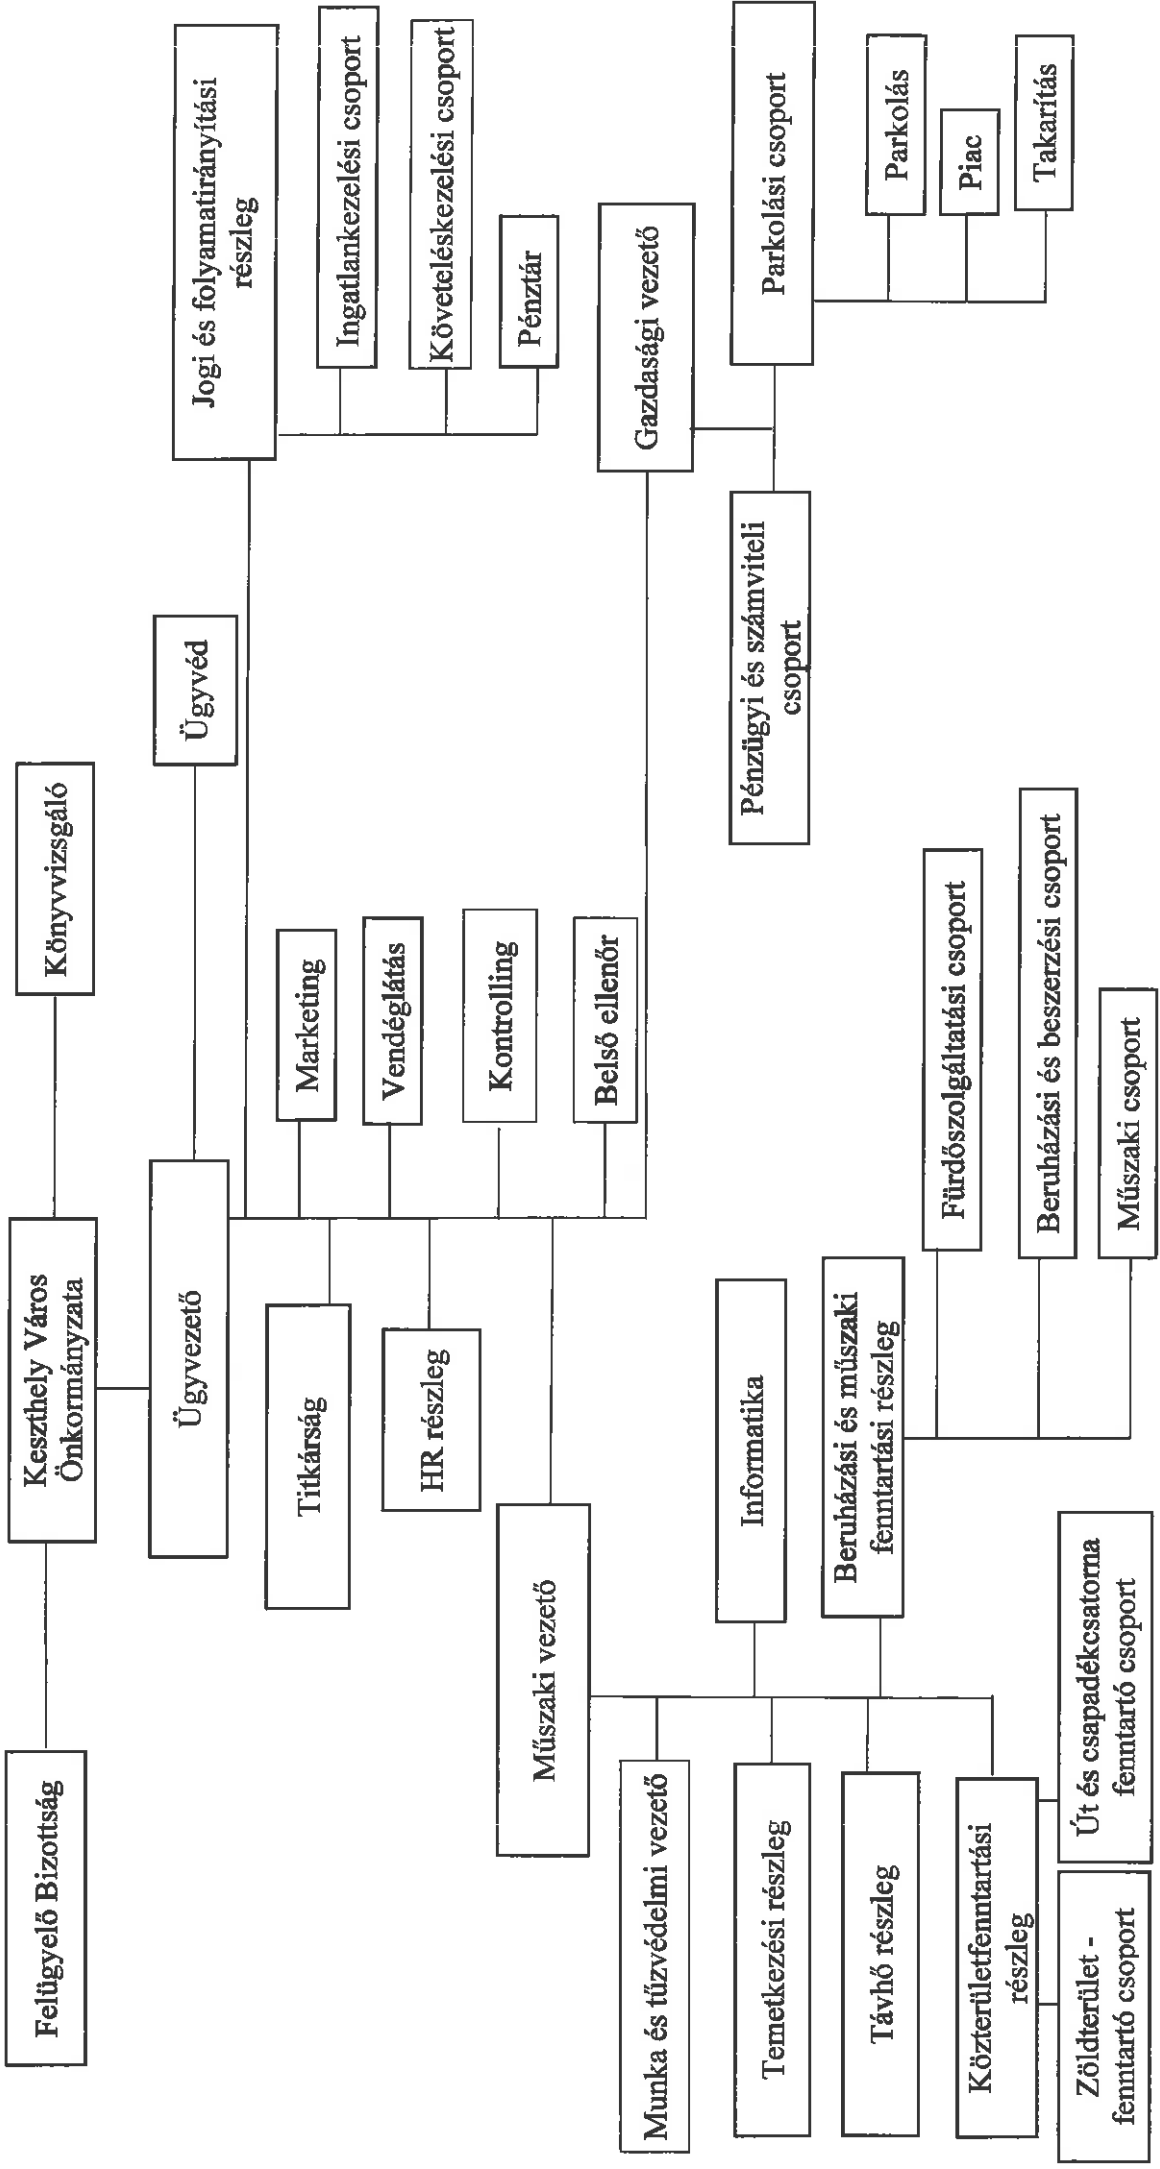 Felügyelő Bizottság
Keszthely Város
Önkormányzata
Könyvvizsgáló
Ügyvezető
Ügyvéd
Jogi és folyamatirányítási
részleg
Titkárság
Marketing
Ingatlankezelési csoport
HR részleg
Vendéglátás
Követeléskezelési csoport
Kontrolling
Pénztár
Műszaki vezető
Belső ellenőr
Gazdasági vezető
Munka és tűzvédelmi vezető
Informatika
Pénzügyi és számviteli
csoport
Parkolási csoport
Temetkezési részleg
Beruházási és műszaki
fenntartási részleg
Parkolás
Távhő részleg
Fürdőszolgáltatási csoport
Piac
Közterületfenntartási
részleg
Beruházási és beszerzési csoport
Takarítás
Zöldterület -
fenntartó csoport
Út és csapadékcsatorna
fenntartó csoport
Műszaki csoport